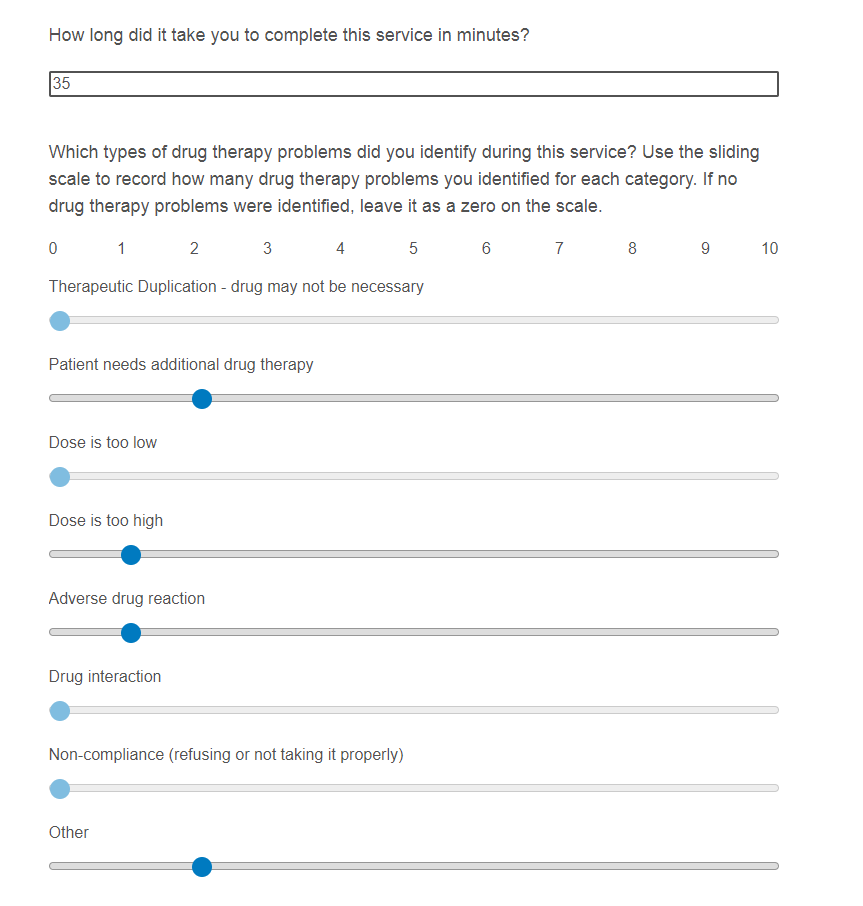 How long did it take you to complete this service in minutes?
35
Which types of drug therapy problems did you identify during this service? Use the sliding
scale to record how many drug therapy problems you identified for each category. If no
drug therapy problems were identified, leave it as a zero on the scale.
0 1 2 3 4 5 6 7 8 9 10
Therapeutic Duplication - drug may not be necessary
Patient needs additional drug therapy
Dose is too low
Dose is too high
Adverse drug reaction
Drug interaction
Non-compliance (refusing or not taking it properly)
Other